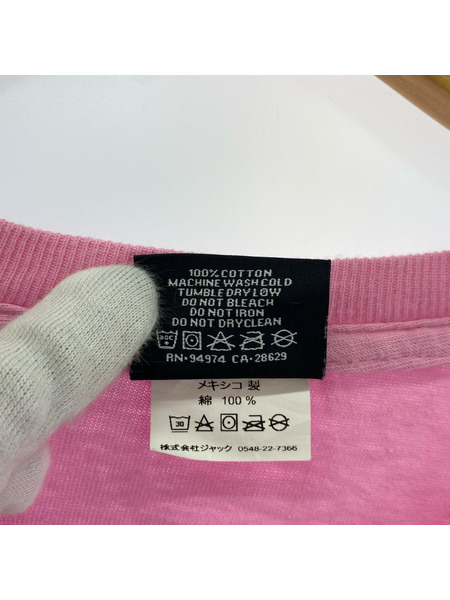 100% COTTON
MACHINE WASH COLD
TUMBLE DRY LOW
DO NOT BLEACH
DO NOT IRON
DO NOT DRYCLEAN
RN•94974 CA•28629
メキシコ 製
綿 100 %
30
株式会社ジャック 0548-22-7366